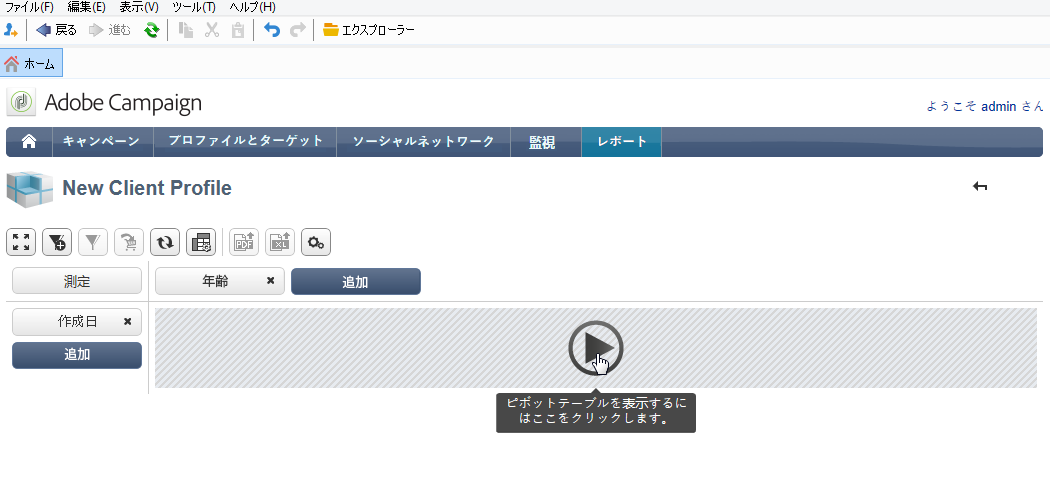 ファイル(F) 編集(E) 表示(V) ツール(T) ヘルプ(H)
戻る 進む エクスプローラー
ホーム
Adobe Campaign
ようこそ admin さん
キャンペーン プロファイルとターゲット ソーシャルネットワーク 監視 レポート
New Client Profile
PDF XL
測定 年齢 × 追加
作成日 ×
追加
ピボットテーブルを表示するに
はここをクリックします。